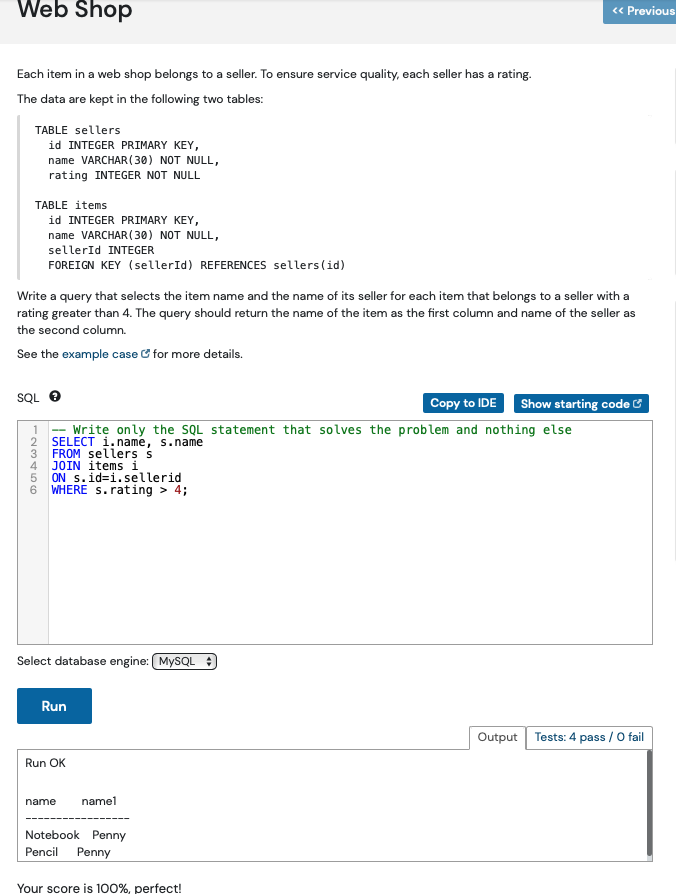 Web Shop
<< Previous
Each item in a web shop belongs to a seller. To ensure service quality, each seller has a rating.
The data are kept in the following two tables:
TABLE sellers
id INTEGER PRIMARY KEY,
name VARCHAR(30) NOT NULL,
rating INTEGER NOT NULL
TABLE items
id INTEGER PRIMARY KEY,
name VARCHAR(30) NOT NULL,
sellerId INTEGER
FOREIGN KEY (sellerId) REFERENCES sellers(id)
Write a query that selects the item name and the name of its seller for each item that belongs to a seller with a
rating greater than 4. The query should return the name of the item as the first column and name of the seller as
the second column.
See the example case for more details.
SQL ?
Copy to IDE
Show starting code
1 -- Write only the SQL statement that solves the problem and nothing else
2 SELECT i.name, s.name
3 FROM sellers s
4 JOIN items i
5 ON s.id=i.sellerid
6 WHERE s.rating > 4;
Select database engine: MySQL
Run
Output
Tests: 4 pass / 0 fail
Run OK
name name1
-----------------
Notebook Penny
Pencil Penny
Your score is 100%, perfect!